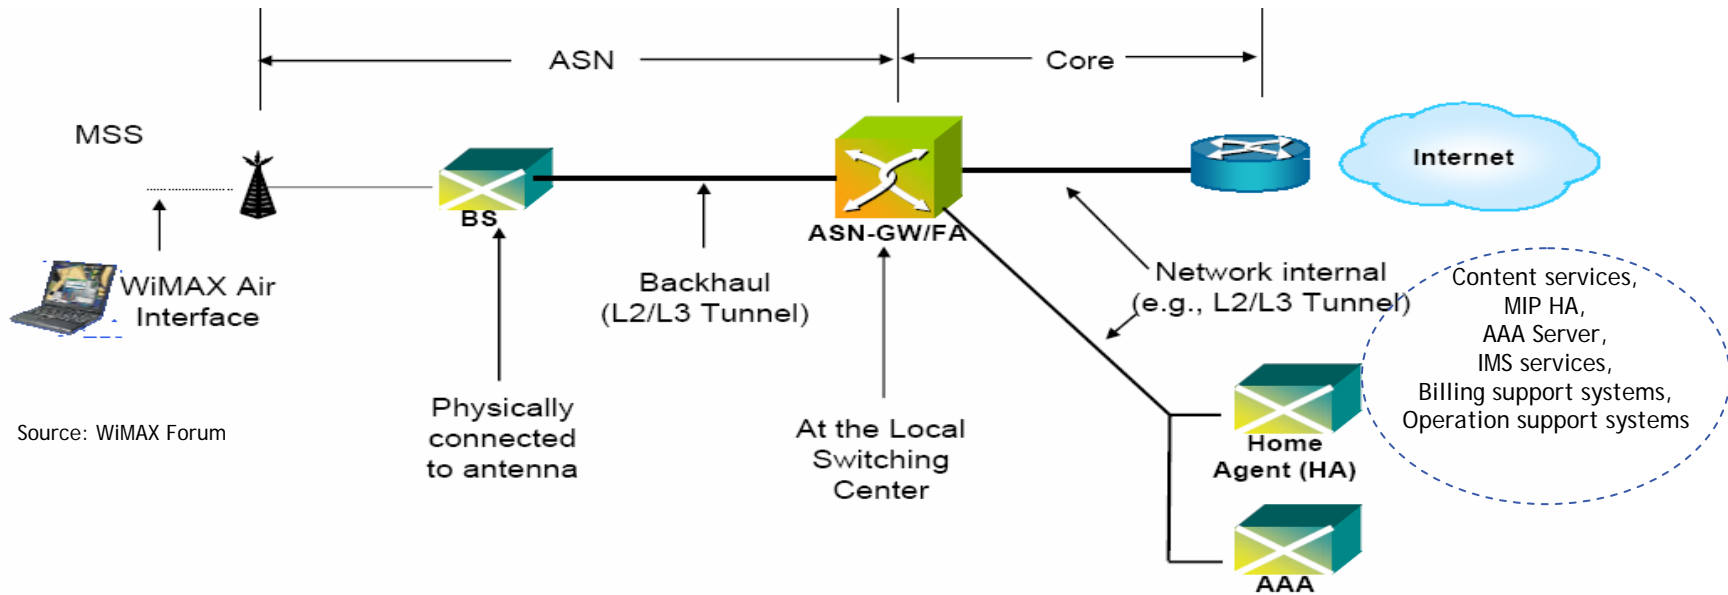 ASN
Core
MSS
Internet
BS
ASN-GW/FA
WiMAX Air
Interface
Backhaul
(L2/L3 Tunnel)
Network internal
(e.g., L2/L3 Tunnel)
Content services,
MIP HA,
AAA Server,
IMS services,
Billing support systems,
Operation support systems
Physically
connected
to antenna
At the Local
Switching
Center
Source: WiMAX Forum
Home
Agent (HA)
AAA